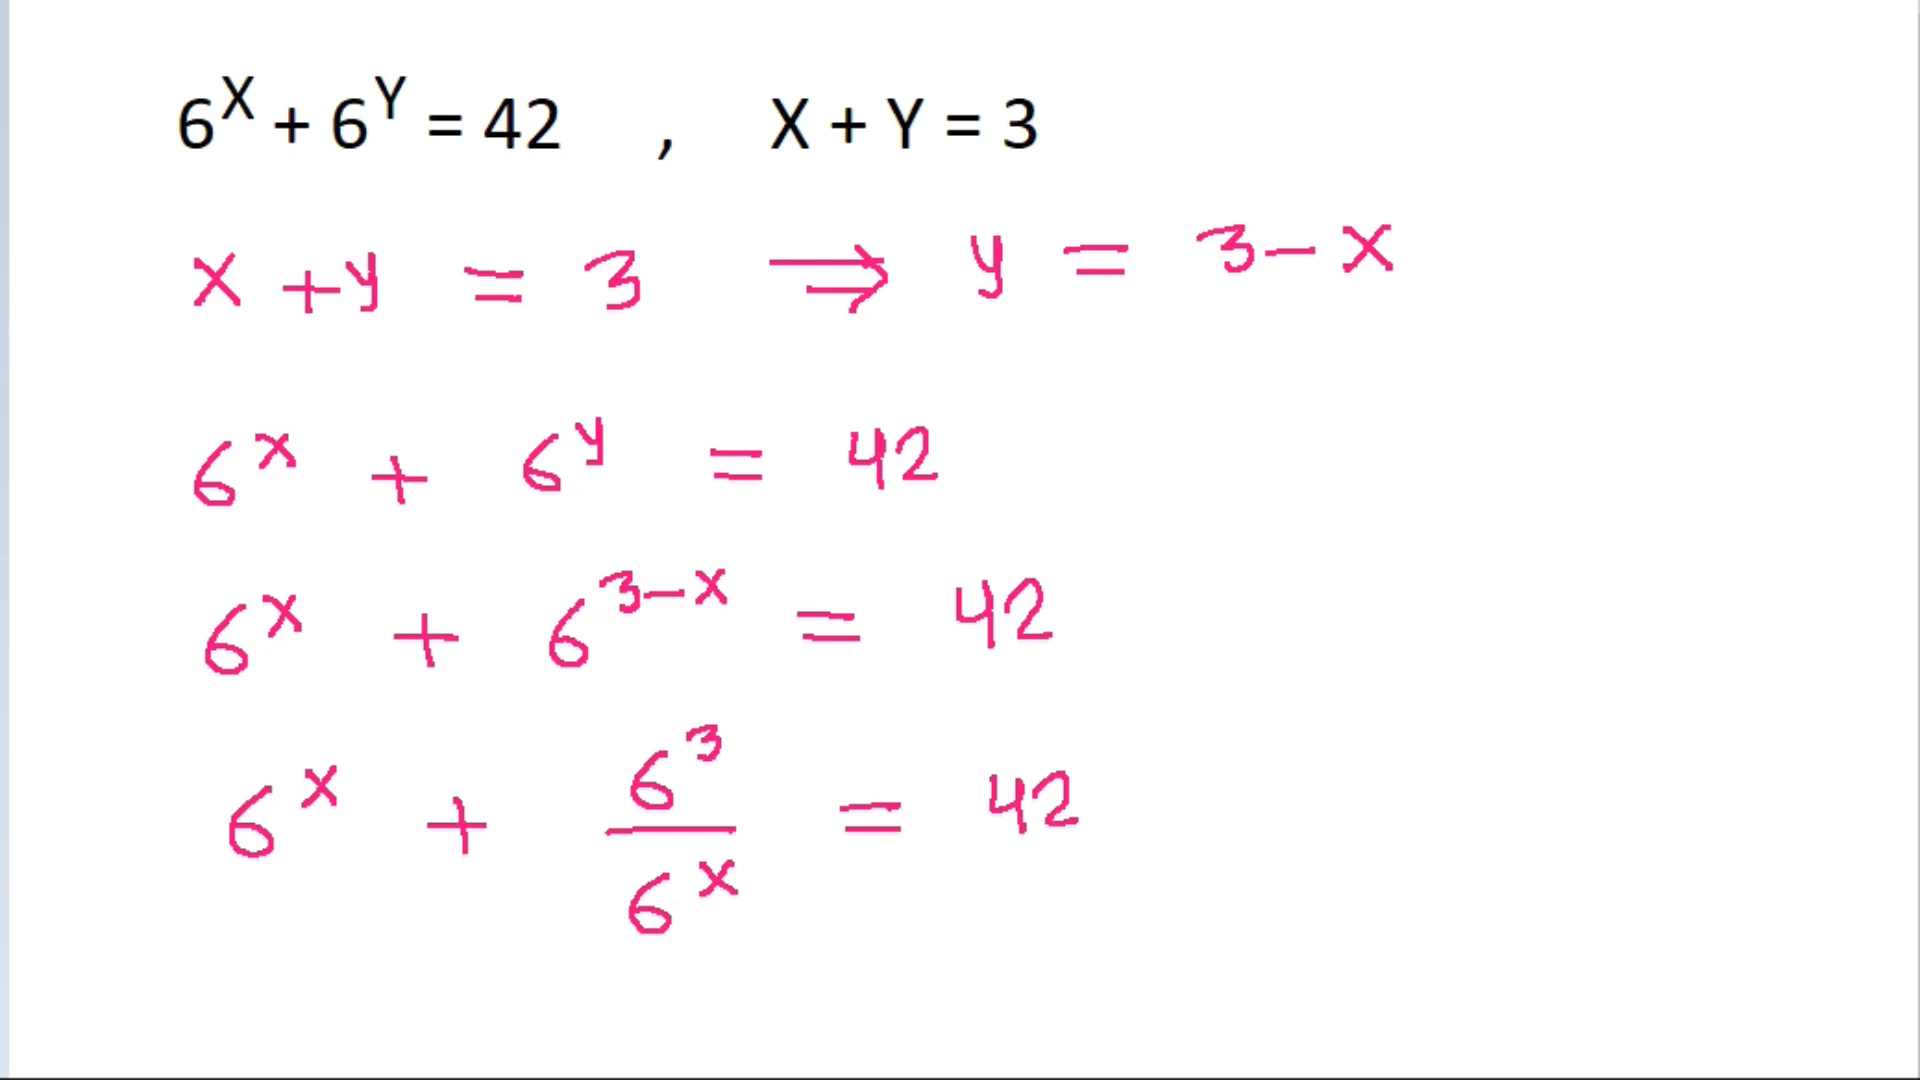 6^X + 6^Y = 42 , X + Y = 3
x + y = 3 ⇒ y = 3 - x
6^x + 6^y = 42
6^x + 6^(3-x) = 42
6^x + 6^3/6^x = 42